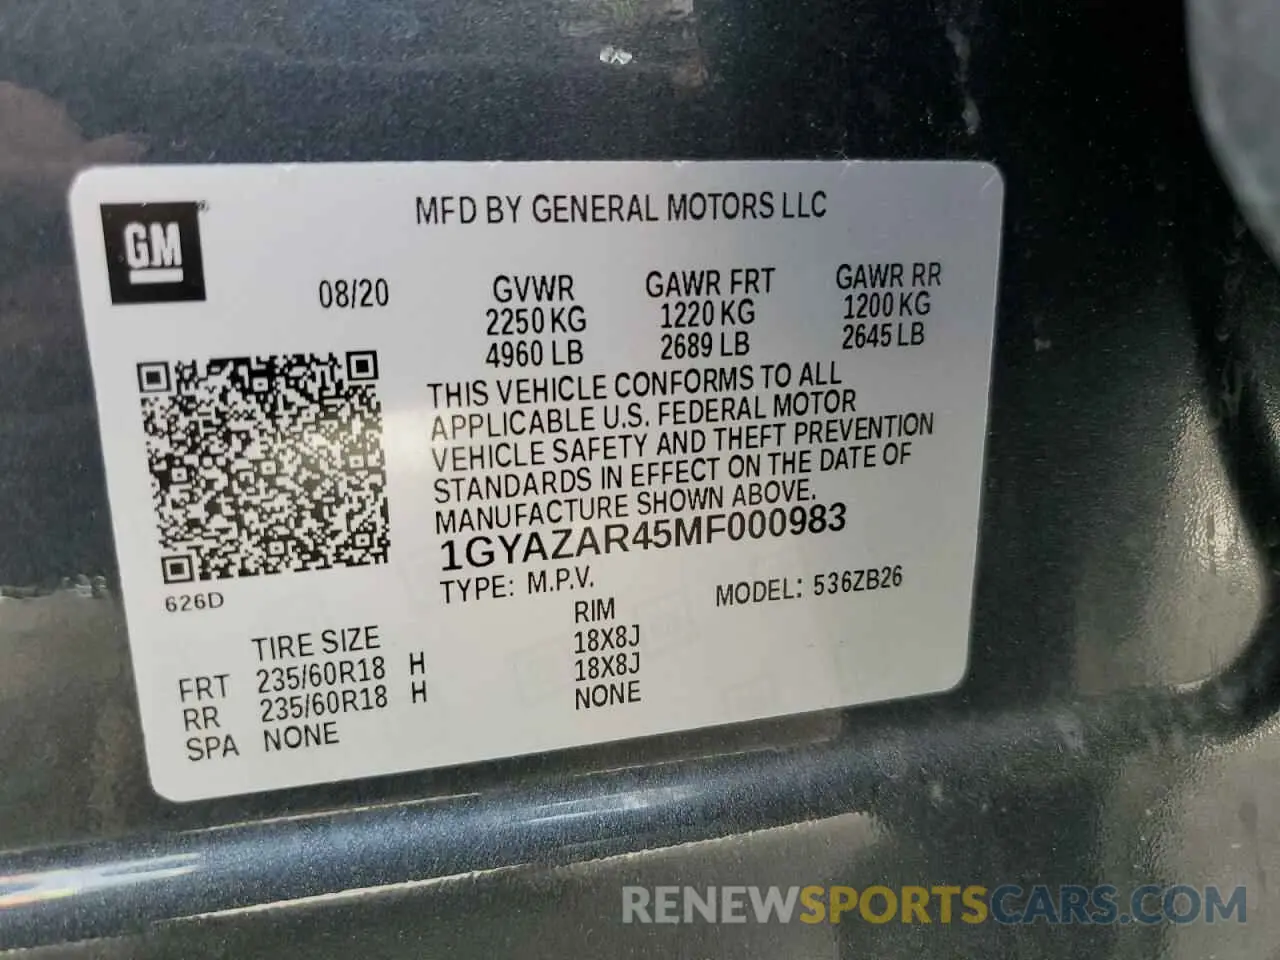 GM®
MFD BY GENERAL MOTORS LLC
08/20
GVWR GAWR FRT GAWR RR
2250 KG 1220 KG 1200 KG
4960 LB 2689 LB 2645 LB
THIS VEHICLE CONFORMS TO ALL
APPLICABLE U.S. FEDERAL MOTOR
VEHICLE SAFETY AND THEFT PREVENTION
STANDARDS IN EFFECT ON THE DATE OF
MANUFACTURE SHOWN ABOVE.
1GYAZAR45MF000983
TYPE: M.P.V. MODEL: 536ZB26
626D
TIRE SIZE RIM
FRT 235/60R18 H 18X8J
RR 235/60R18 H 18X8J
SPA NONE NONE
RENEWSPORTSCARS.COM